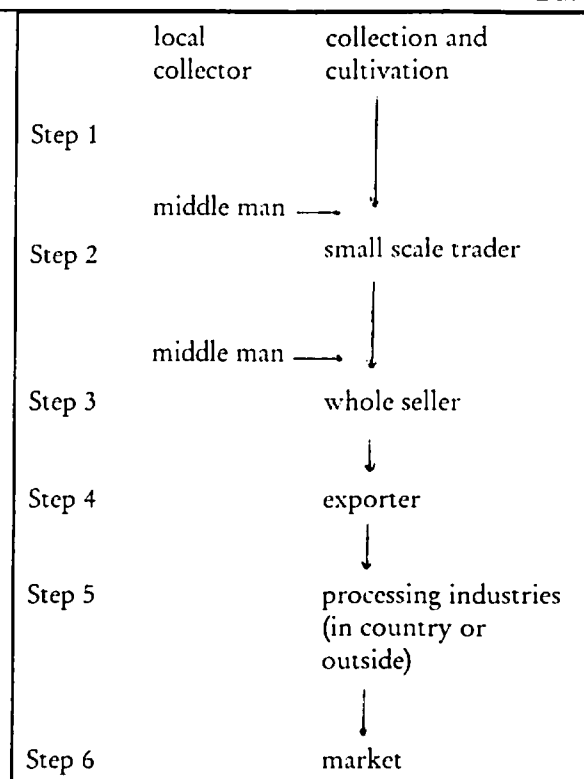 local collection and
collector cultivation
Step 1
middle man
Step 2 small scale trader
middle man
Step 3 whole seller
Step 4 exporter
Step 5 processing industries
(in country or
outside)
Step 6 market